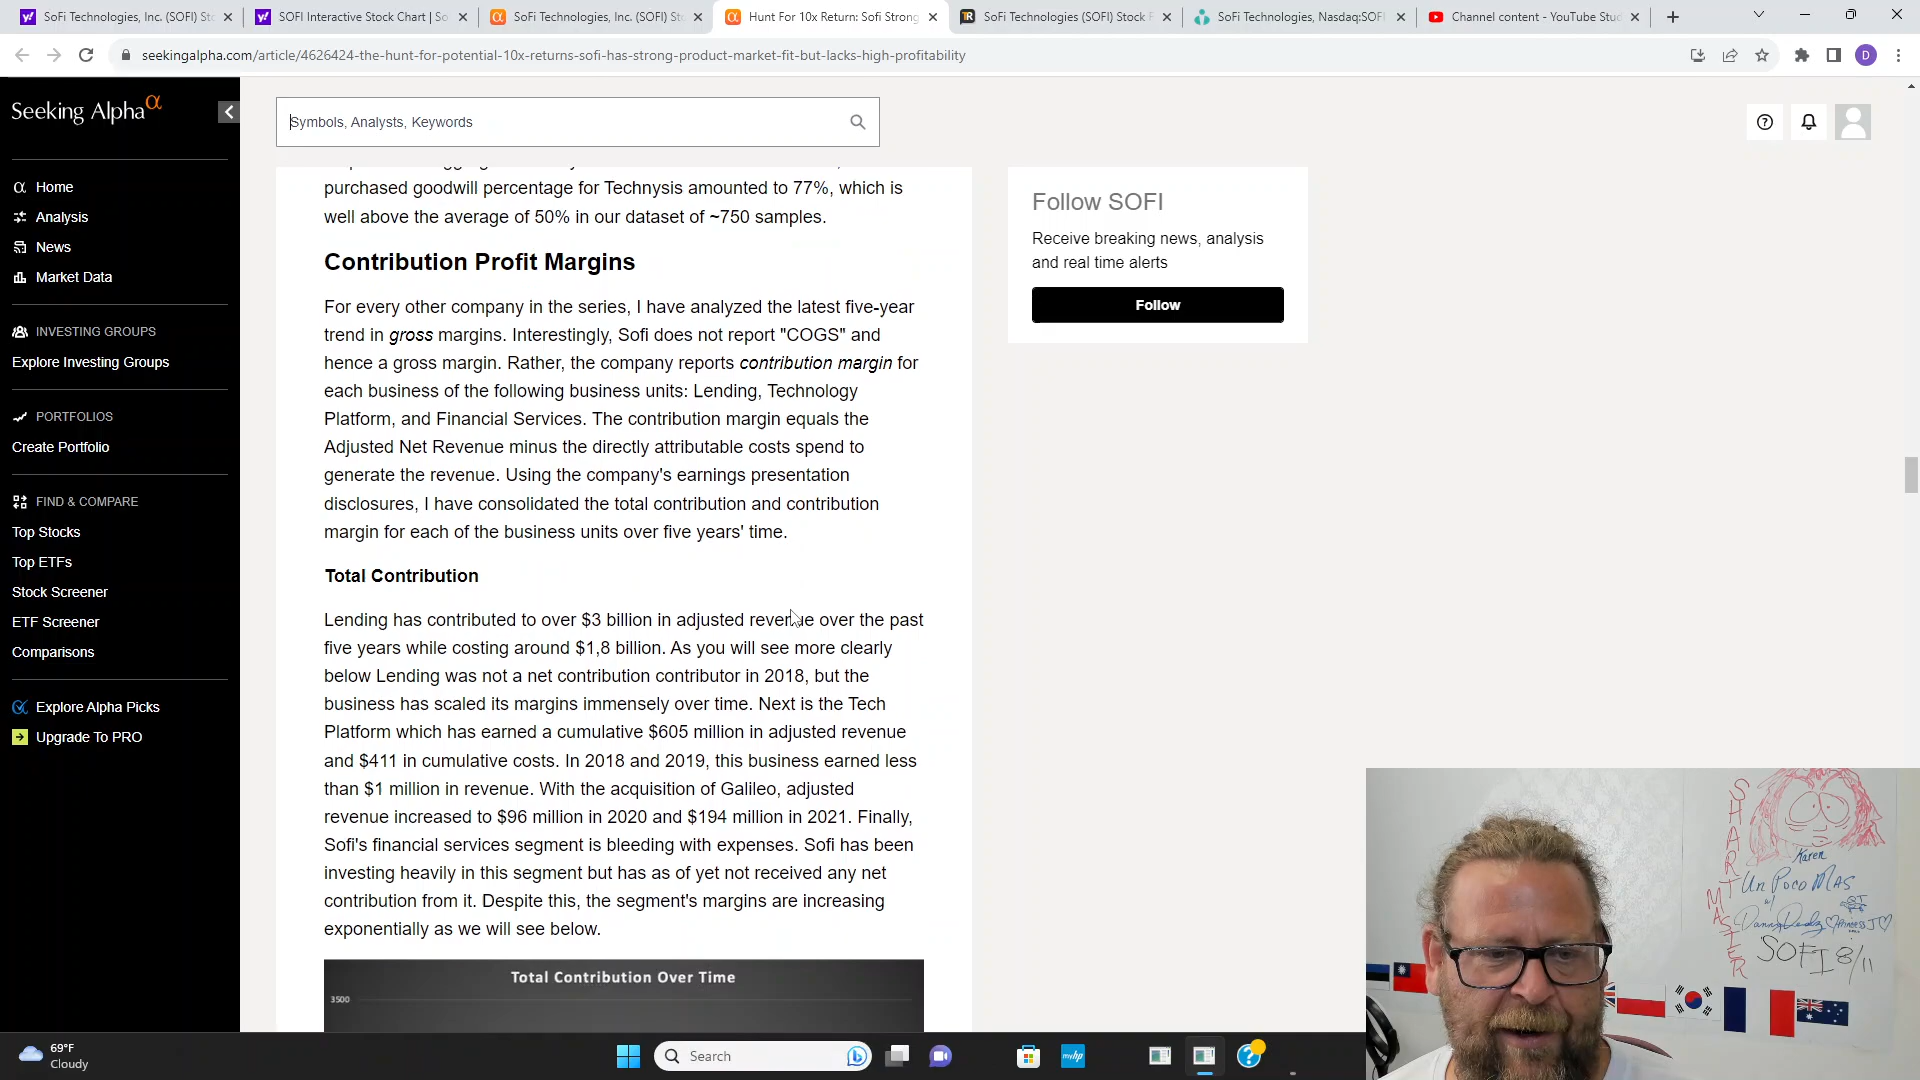 SoFi Technologies, Inc. (SOFI) St
SOFI Interactive Stock Chart | So
SoFi Technologies, Inc. (SOFI) St
Hunt For 10x Return: Sofi Strong
SoFi Technologies (SOFI) Stock F
SoFi Technologies, Nasdaq:SOFI
Channel content - YouTube Stud
seekingalpha.com/article/4626424-the-hunt-for-potential-10x-returns-sofi-has-strong-product-market-fit-but-lacks-high-profitability
D
Seeking Alpha α
Symbols, Analysts, Keywords
Home
Analysis
News
Market Data
INVESTING GROUPS
Explore Investing Groups
PORTFOLIOS
Create Portfolio
FIND & COMPARE
Top Stocks
Top ETFs
Stock Screener
ETF Screener
Comparisons
Explore Alpha Picks
Upgrade To PRO
purchased goodwill percentage for Technysis amounted to 77%, which is
well above the average of 50% in our dataset of ~750 samples.
Contribution Profit Margins
For every other company in the series, I have analyzed the latest five-year
trend in gross margins. Interestingly, Sofi does not report "COGS" and
hence a gross margin. Rather, the company reports contribution margin for
each business of the following business units: Lending, Technology
Platform, and Financial Services. The contribution margin equals the
Adjusted Net Revenue minus the directly attributable costs spend to
generate the revenue. Using the company's earnings presentation
disclosures, I have consolidated the total contribution and contribution
margin for each of the business units over five years' time.
Total Contribution
Lending has contributed to over $3 billion in adjusted revenue over the past
five years while costing around $1,8 billion. As you will see more clearly
below Lending was not a net contribution contributor in 2018, but the
business has scaled its margins immensely over time. Next is the Tech
Platform which has earned a cumulative $605 million in adjusted revenue
and $411 in cumulative costs. In 2018 and 2019, this business earned less
than $1 million in revenue. With the acquisition of Galileo, adjusted
revenue increased to $96 million in 2020 and $194 million in 2021. Finally,
Sofi's financial services segment is bleeding with expenses. Sofi has been
investing heavily in this segment but has as of yet not received any net
contribution from it. Despite this, the segment's margins are increasing
exponentially as we will see below.
Total Contribution Over Time
3500
Follow SOFI
Receive breaking news, analysis
and real time alerts
Follow
SHART
MASTER
Karen
Un Poco Mas
w/
Princess J
SOFI 8/11
69°F
Cloudy
Search
myhp